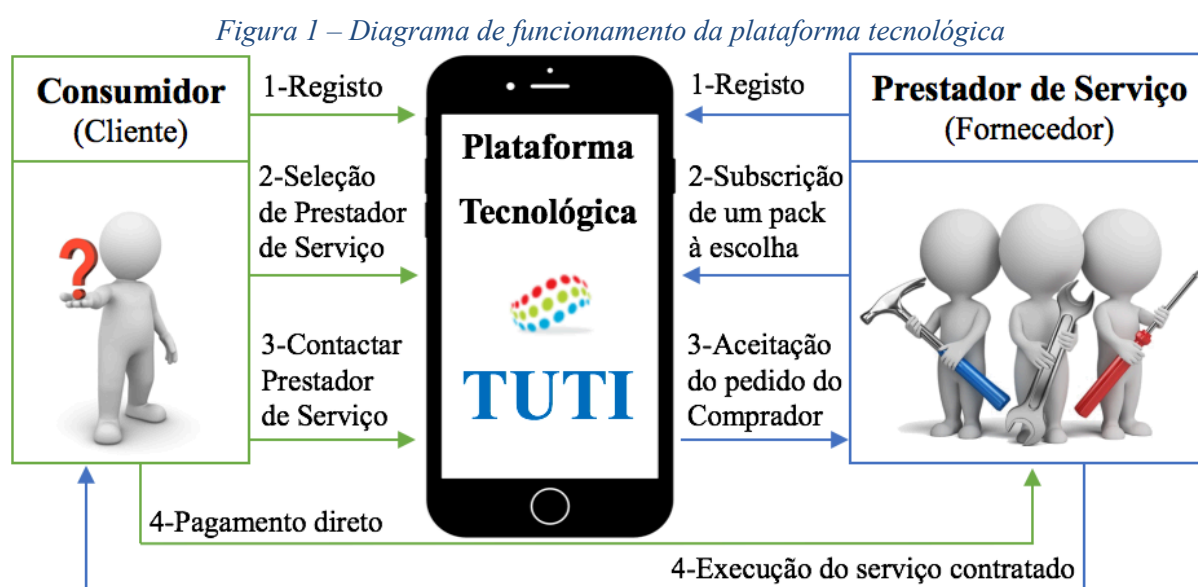 Figura 1 – Diagrama de funcionamento da plataforma tecnológica
Consumidor
(Cliente)
1-Registo
2-Seleção
de Prestador
de Serviço
3-Contactar
Prestador
de Serviço
Plataforma
Tecnológica
TUTI
1-Registo
2-Subscrição
de um pack
à escolha
3-Aceitação
do pedido do
Comprador
Prestador de Serviço
(Fornecedor)
?
4-Pagamento direto
4-Execução do serviço contratado